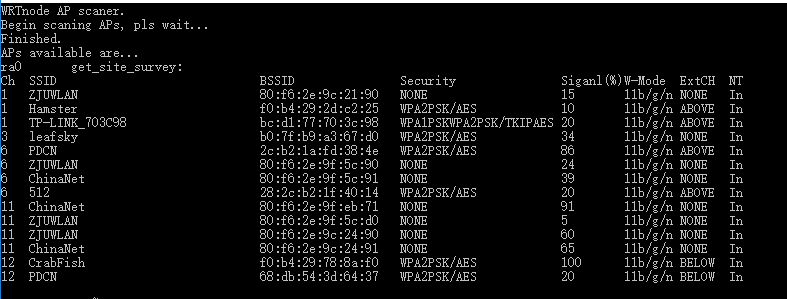 WRTnode AP scaner.
Begin scaning APs, pls wait...
Finished.
APs available are...
ra0 get_site_survey:
Ch SSID BSSID Security Siganl(%)W-Mode ExtCH NT
1 ZJUWLAN 80:f6:2e:9c:21:90 NONE 15 11b/g/n NONE In
1 Hamster f0:b4:29:2d:c2:25 WPA2PSK/AES 10 11b/g/n ABOVE In
1 TP-LINK_703C98 bc:d1:77:70:3c:98 WPA1PSKWPA2PSK/TKIPAES 20 11b/g/n ABOVE In
3 leafsky b0:7f:b9:a3:67:d0 WPA2PSK/AES 34 11b/g/n ABOVE In
6 PDCN 2c:b2:1a:fd:38:4e WPA2PSK/AES 86 11b/g/n ABOVE In
6 ZJUWLAN 80:f6:2e:9f:5c:90 NONE 24 11b/g/n NONE In
6 ChinaNet 80:f6:2e:9f:5c:91 NONE 39 11b/g/n NONE In
6 512 28:2c:b2:1f:40:14 WPA2PSK/AES 20 11b/g/n ABOVE In
11 ChinaNet 80:f6:2e:9f:eb:71 NONE 91 11b/g/n NONE In
11 ZJUWLAN 80:f6:2e:9f:5c:d0 NONE 5 11b/g/n NONE In
11 ZJUWLAN 80:f6:2e:9c:24:90 NONE 60 11b/g/n NONE In
11 ChinaNet 80:f6:2e:9c:24:91 NONE 65 11b/g/n NONE In
12 CrabFish f0:b4:29:78:8a:f0 WPA2PSK/AES 100 11b/g/n BELOW In
12 PDCN 68:db:54:3d:64:37 WPA2PSK/AES 20 11b/g/n BELOW In